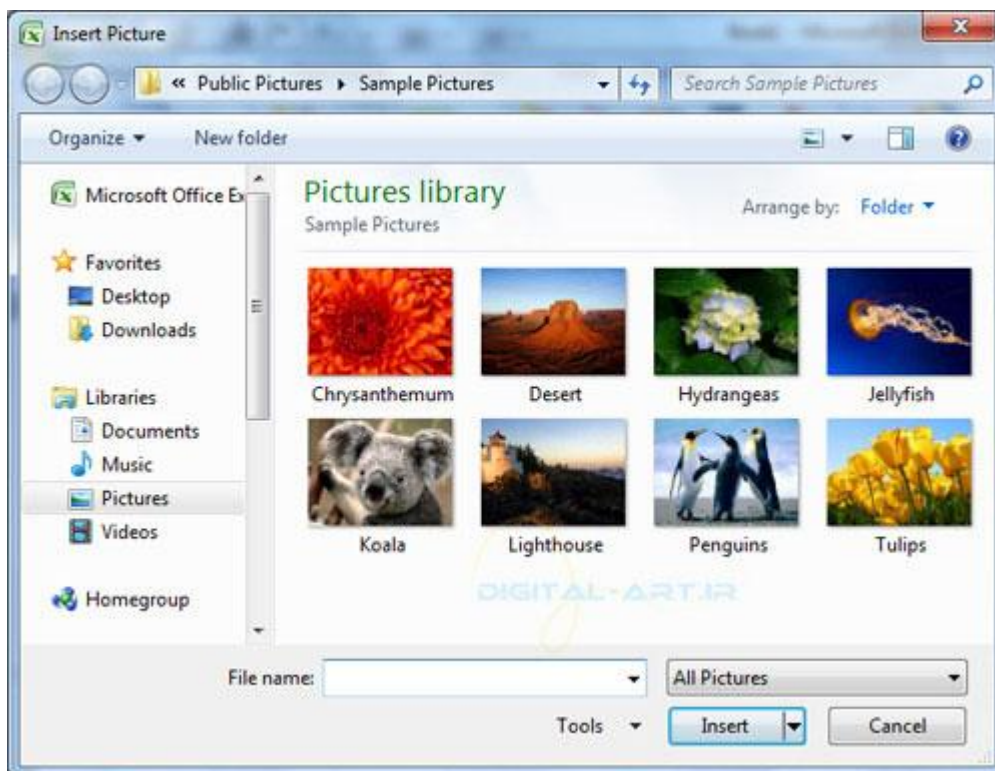 Insert Picture
« Public Pictures ▸ Sample Pictures
Search Sample Pictures
Organize
New folder
Microsoft Office Ex
Pictures library
Sample Pictures
Arrange by: Folder
Favorites
Desktop
Downloads
Libraries
Documents
Music
Pictures
Videos
Homegroup
Chrysanthemum
Desert
Hydrangeas
Jellyfish
Koala
Lighthouse
Penguins
Tulips
DIGITAL-ART.IR
File name:
All Pictures
Tools
Insert
Cancel